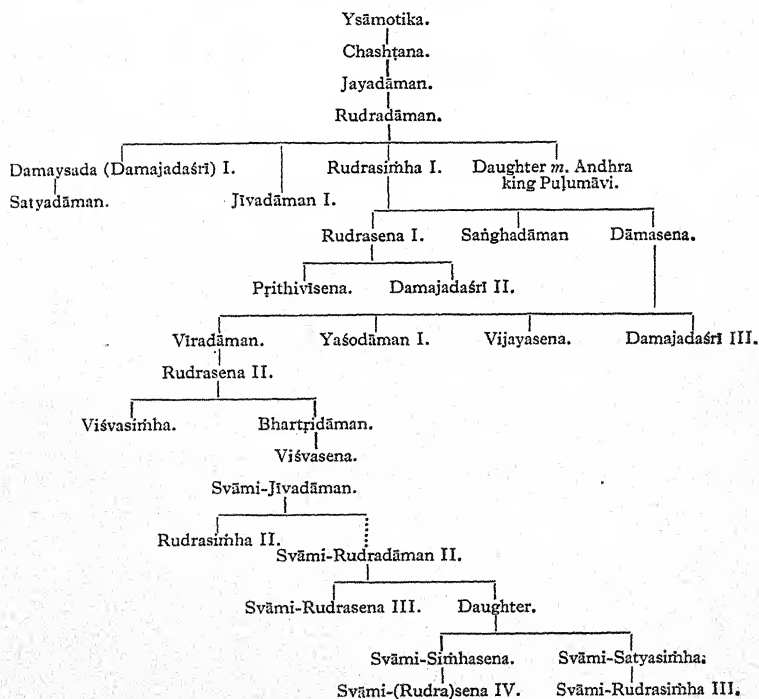 Ysāmotika.
Chashṭana.
Jayadāman.
Rudradāman.
Damaysada (Damajadaśrī) I. Rudrasiṁha I. Daughter m. Andhra
king Puḷumāvi.
Satyadāman. Jīvadāman I.
Rudrasena I. Saṅghadāman Dāmasena.
Pṛithivīsena. Damajadaśrī II.
Vīradāman. Yaśodāman I. Vijayasena. Damajadaśrī III.
Rudrasena II.
Viśvasiṁha. Bhartṛidāman.
Viśvasena.
Svāmi-Jīvadāman.
Rudrasiṁha II.
Svāmi-Rudradāman II.
Svāmi-Rudrasena III. Daughter.
Svāmi-Siṁhasena. Svāmi-Satyasiṁha.
Svāmi-(Rudra)sena IV. Svāmi-Rudrasiṁha III.